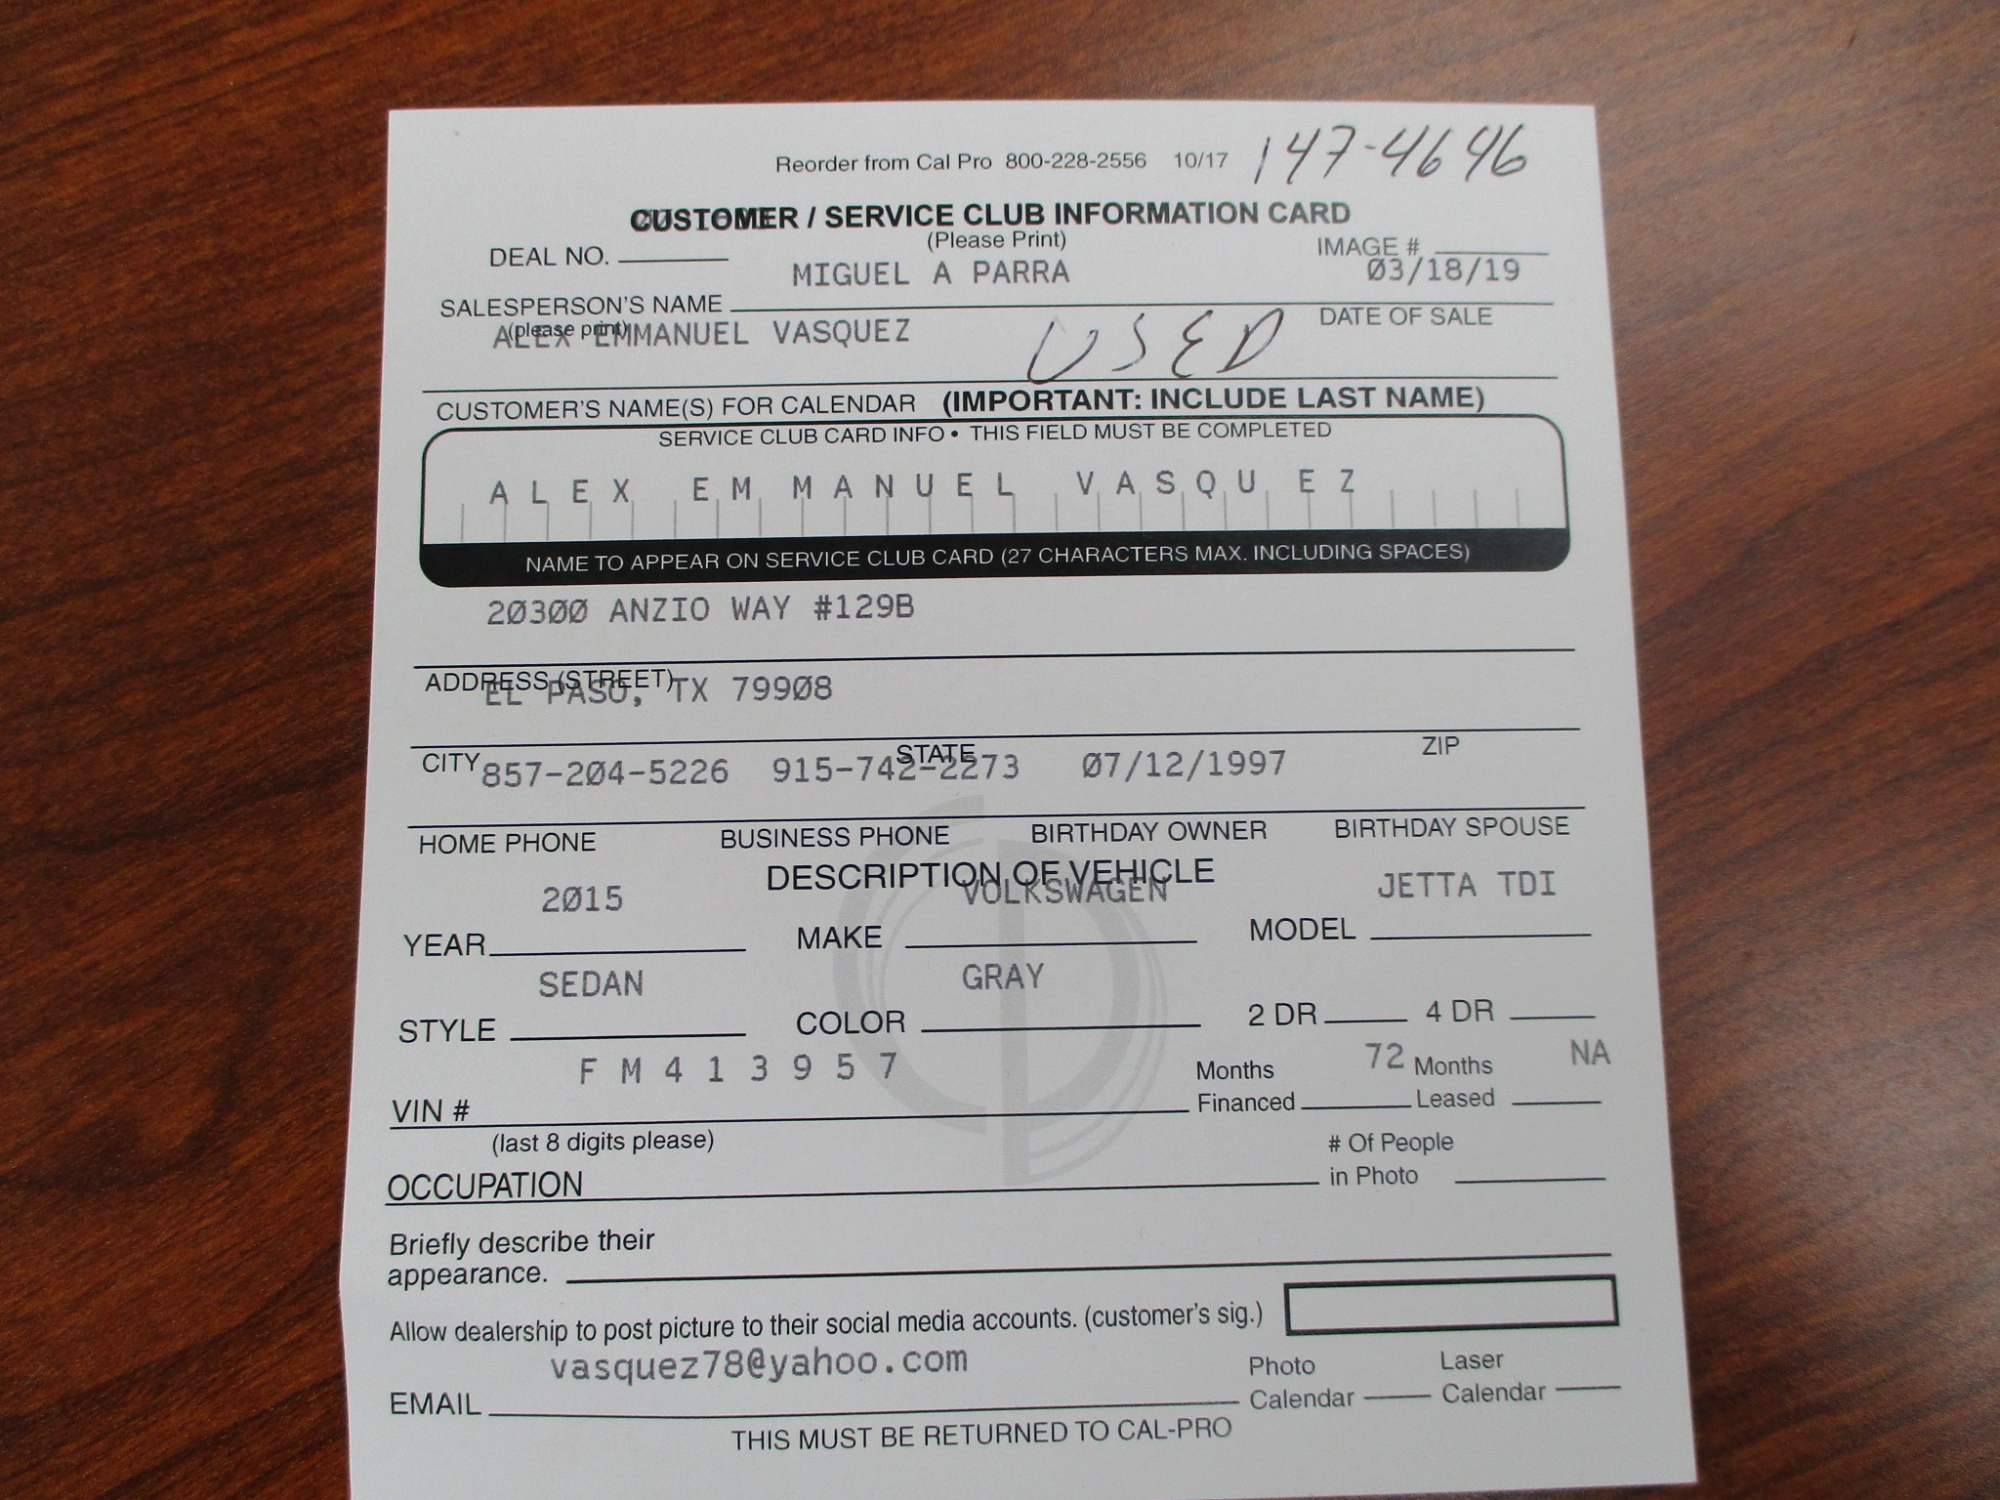 Reorder from Cal Pro 800-228-2556 10/17 147-4646
CUSTOMER / SERVICE CLUB INFORMATION CARD
(Please Print)
DEAL NO.
IMAGE #
MIGUEL A PARRA 03/18/19
SALESPERSON'S NAME
(please print)
DATE OF SALE
ALEX EMMANUEL VASQUEZ USED
CUSTOMER'S NAME(S) FOR CALENDAR (IMPORTANT: INCLUDE LAST NAME)
SERVICE CLUB CARD INFO • THIS FIELD MUST BE COMPLETED
ALEX EMMANUEL VASQUEZ
NAME TO APPEAR ON SERVICE CLUB CARD (27 CHARACTERS MAX. INCLUDING SPACES)
20300 ANZIO WAY #129B
ADDRESS (STREET)
EL PASO, TX 79908
CITY STATE ZIP
857-204-5226 915-742-2273 07/12/1997
HOME PHONE BUSINESS PHONE BIRTHDAY OWNER BIRTHDAY SPOUSE
DESCRIPTION OF VEHICLE
2015 VOLKSWAGEN JETTA TDI
YEAR MAKE MODEL
SEDAN GRAY
STYLE COLOR 2 DR 4 DR
FM413957 Months 72 Months NA
VIN # Financed Leased
(last 8 digits please) # Of People
OCCUPATION in Photo
Briefly describe their
appearance.
Allow dealership to post picture to their social media accounts. (customer's sig.)
vasquez78@yahoo.com Photo Laser
EMAIL Calendar Calendar
THIS MUST BE RETURNED TO CAL-PRO